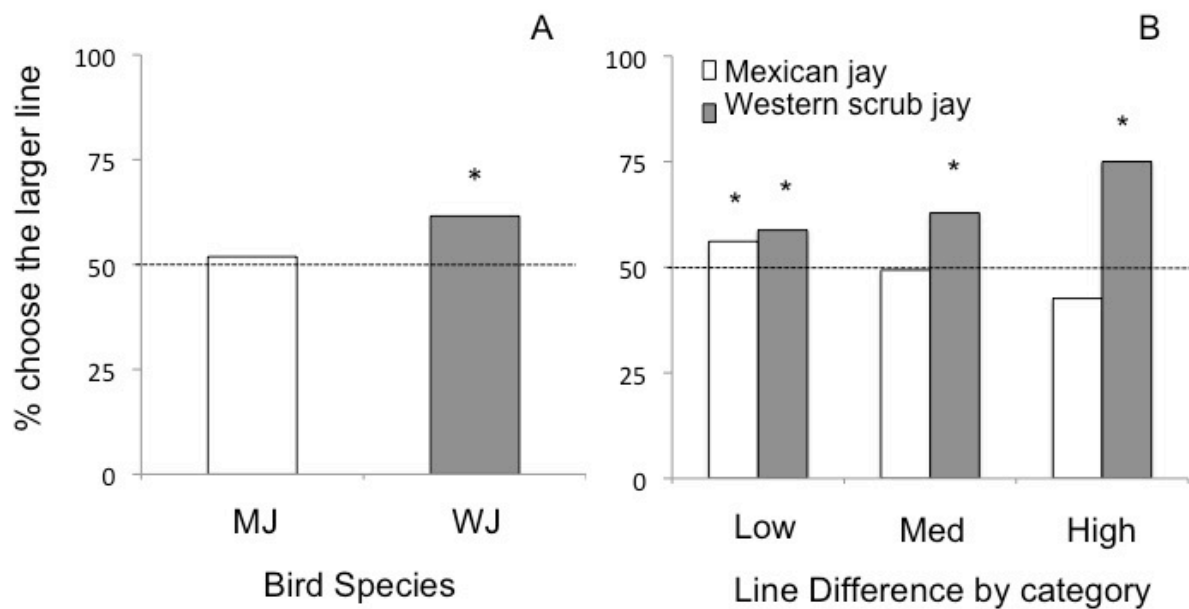 A
% choose the larger line
100
75
50
25
0
*
MJ
WJ
Bird Species
B
Mexican jay
Western scrub jay
100
75
50
25
0
*
*
*
*
Low
Med
High
Line Difference by category